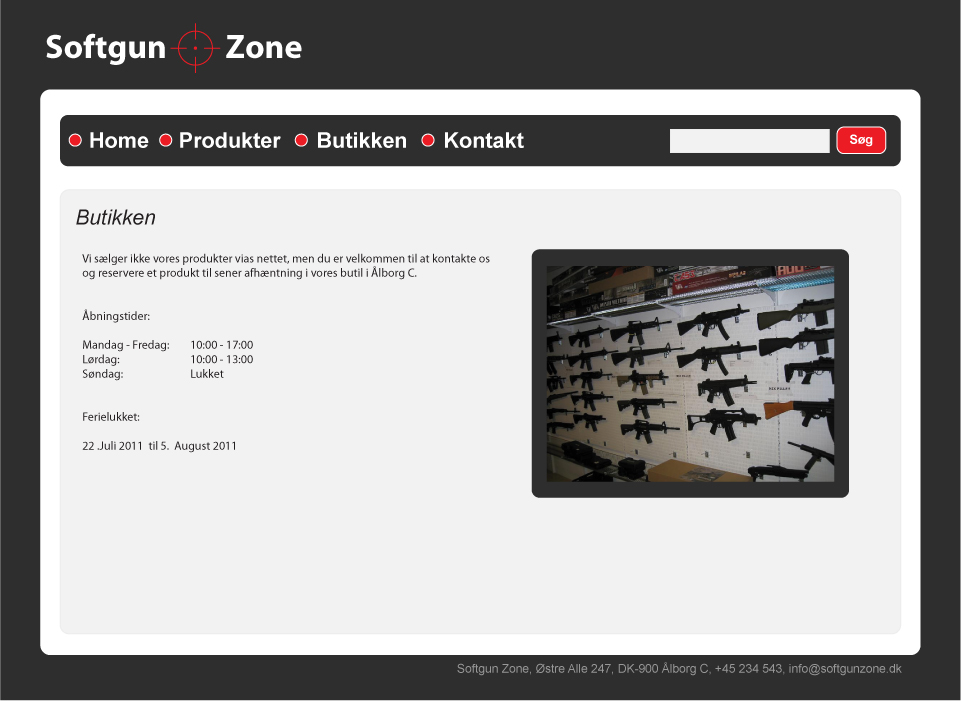 Softgun Zone
Home Produkter Butikken Kontakt Søg
Butikken
Vi sælger ikke vores produkter vias nettet, men du er velkommen til at kontakte os
og reservere et produkt til sener afhæntning i vores butil i Ålborg C.
Åbningstider:
Mandag - Fredag: 10:00 - 17:00
Lørdag: 10:00 - 13:00
Søndag: Lukket
Ferielukket:
22 .Juli 2011 til 5. August 2011
Softgun Zone, Østre Alle 247, DK-900 Ålborg C, +45 234 543, info@softgunzone.dk